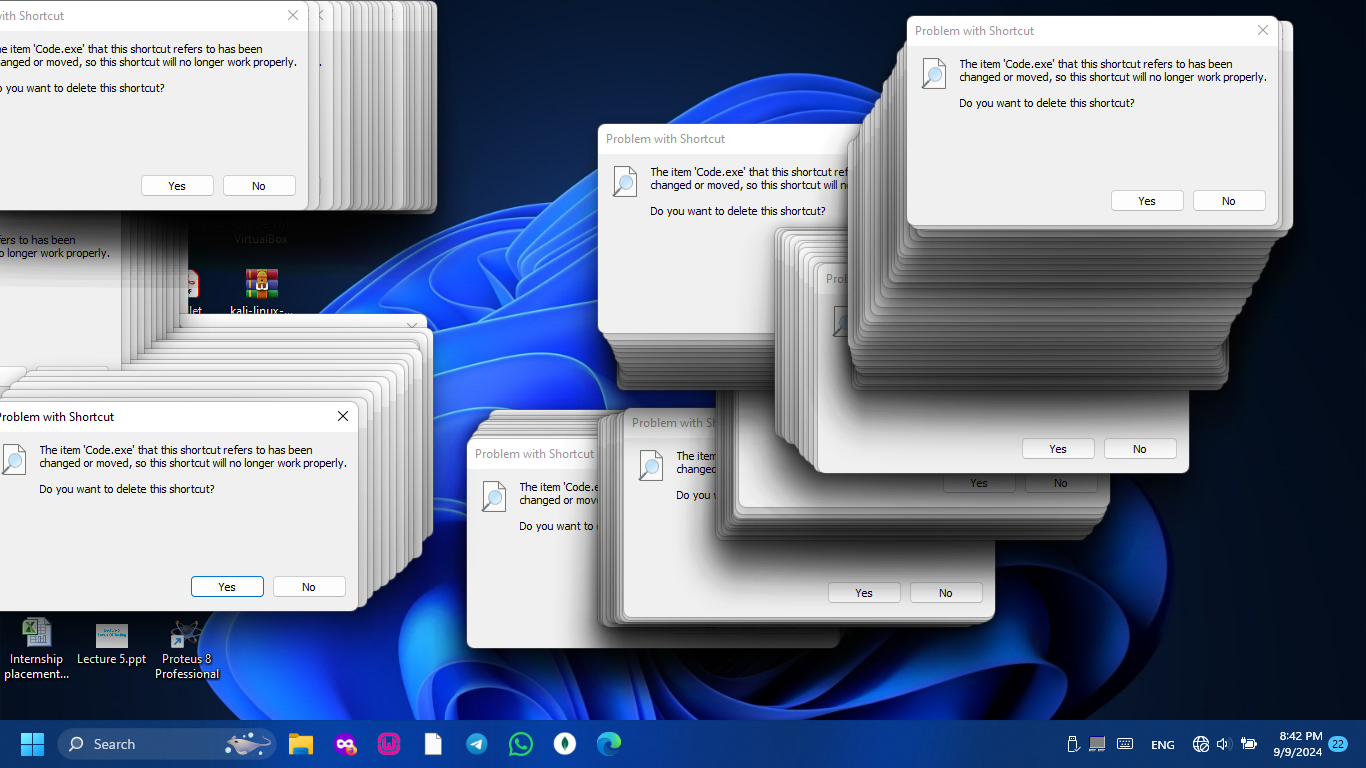 with Shortcut
he item 'Code.exe' that this shortcut refers to has been
anged or moved, so this shortcut will no longer work properly.
o you want to delete this shortcut?
Yes No
Problem with Shortcut
The item 'Code.exe' that this shortcut refers to has been
changed or moved, so this shortcut will no longer work properly.
Do you want to delete this shortcut?
Yes No
Problem with Shortcut
The item 'Code.exe' that this shortcut ref
changed or moved, so this shortcut will n
Do you want to delete this shortcut?
VirtualBox
fers to has been
o longer work properly.
let
kali-linux-...
Prob
Yes No
Problem with Shortcut
The item 'Code.exe' that this shortcut refers to has been
changed or moved, so this shortcut will no longer work properly.
Do you want to delete this shortcut?
Yes No
Problem with Shortcut
The item 'Code.e
changed or mov
Do you want to
Problem with Sh
The item
changed
Do you
Yes No
Yes No
Internship
placement...
Lecture 5.ppt
Proteus 8
Professional
Search
ENG
8:42 PM
9/9/2024
22